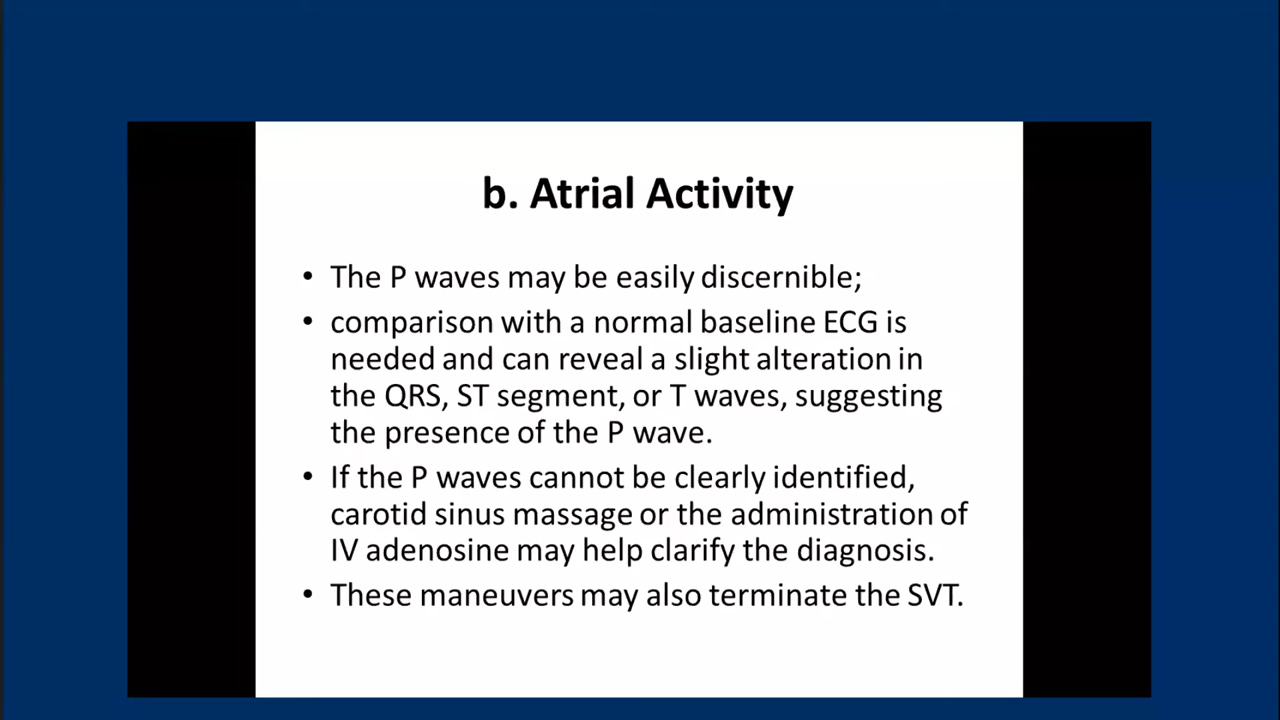 b. Atrial Activity
• The P waves may be easily discernible;
• comparison with a normal baseline ECG is
needed and can reveal a slight alteration in
the QRS, ST segment, or T waves, suggesting
the presence of the P wave.
• If the P waves cannot be clearly identified,
carotid sinus massage or the administration of
IV adenosine may help clarify the diagnosis.
• These maneuvers may also terminate the SVT.